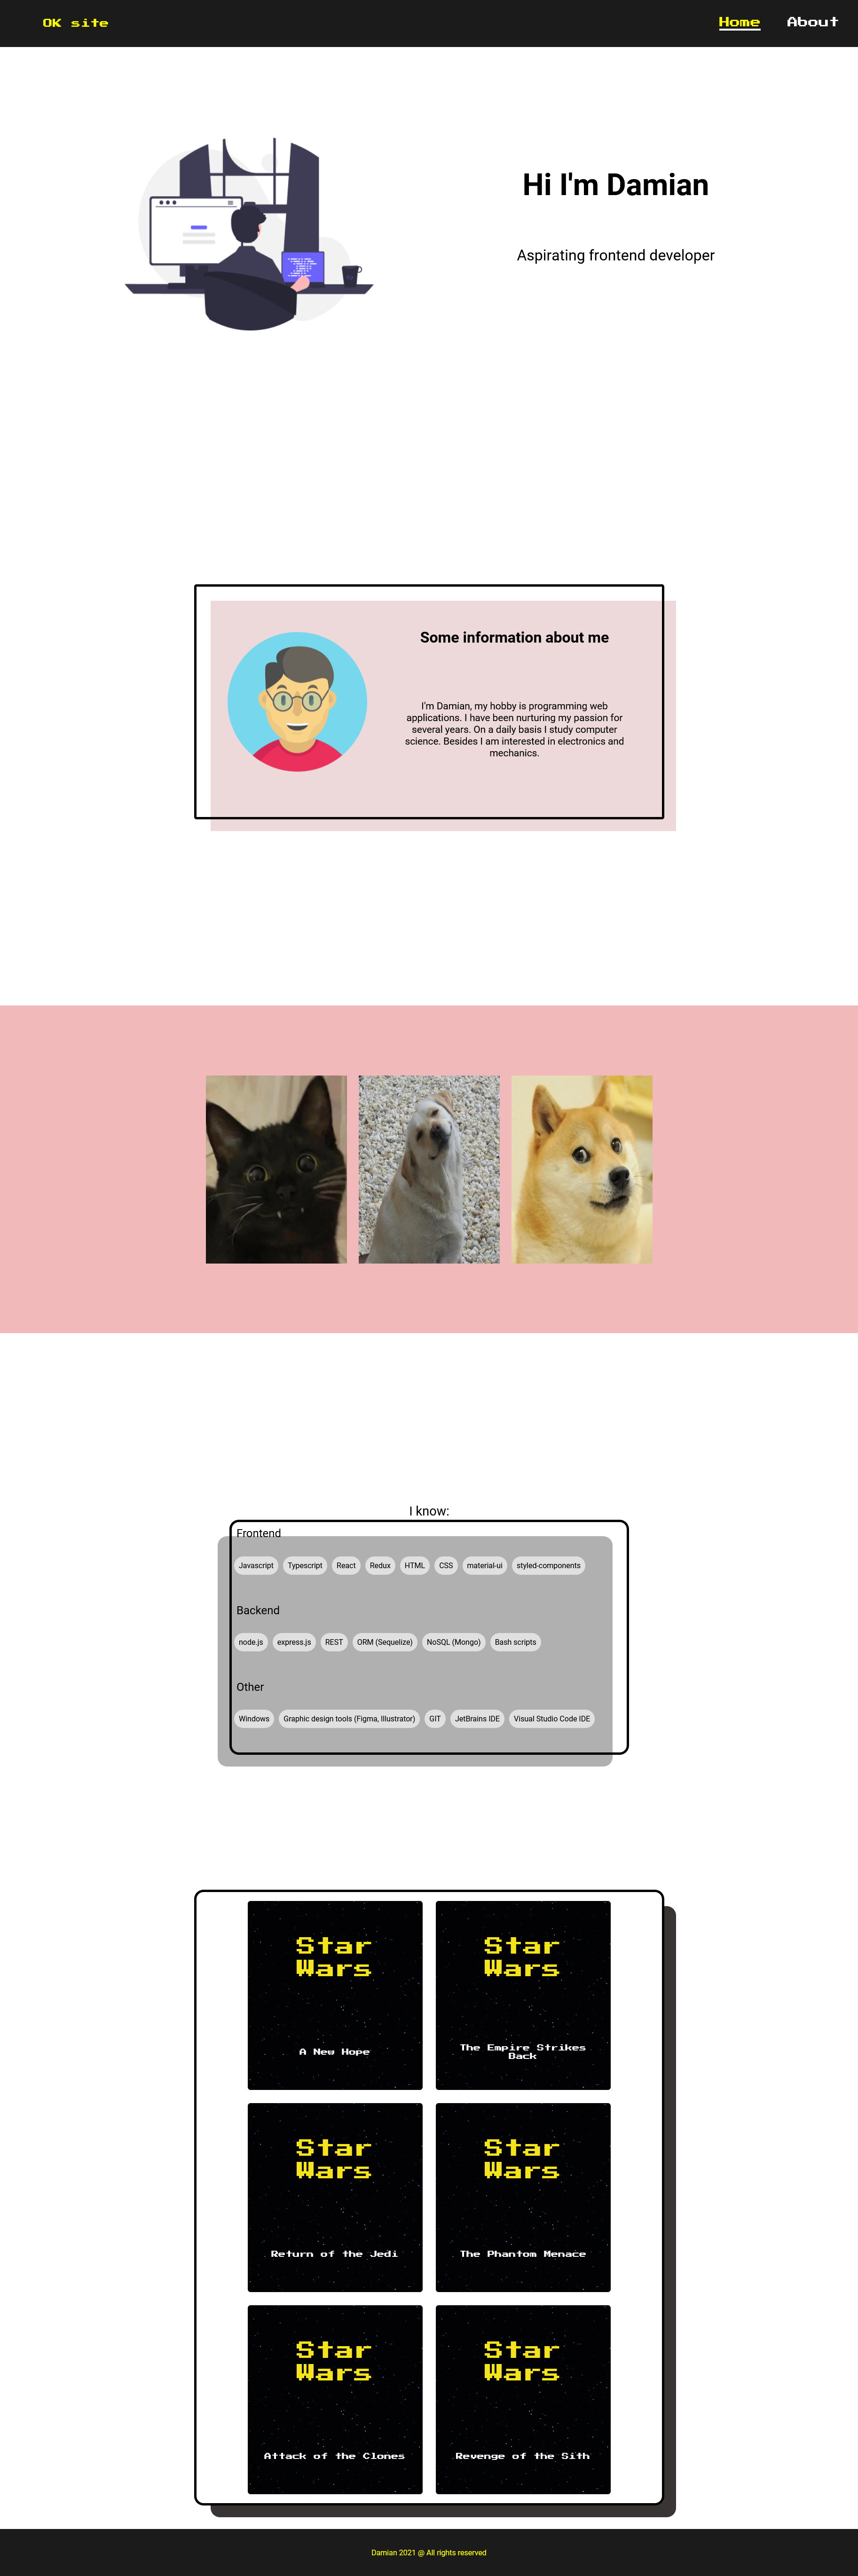 OK site
Home
About
Hi I'm Damian
Aspirating frontend developer
Some information about me
I'm Damian, my hobby is programming web
applications. I have been nurturing my passion for
several years. On a daily basis I study computer
science. Besides I am interested in electronics and
mechanics.
I know:
Frontend
Javascript Typescript React Redux HTML CSS material-ui styled-components
Backend
node.js express.js REST ORM (Sequelize) NoSQL (Mongo) Bash scripts
Other
Windows Graphic design tools (Figma, Illustrator) GIT JetBrains IDE Visual Studio Code IDE
Star
Wars
A New Hope
Star
Wars
The Empire Strikes
Back
Star
Wars
Return of the Jedi
Star
Wars
The Phantom Menace
Star
Wars
Attack of the Clones
Star
Wars
Revenge of the Sith
Damian 2021 @ All rights reserved